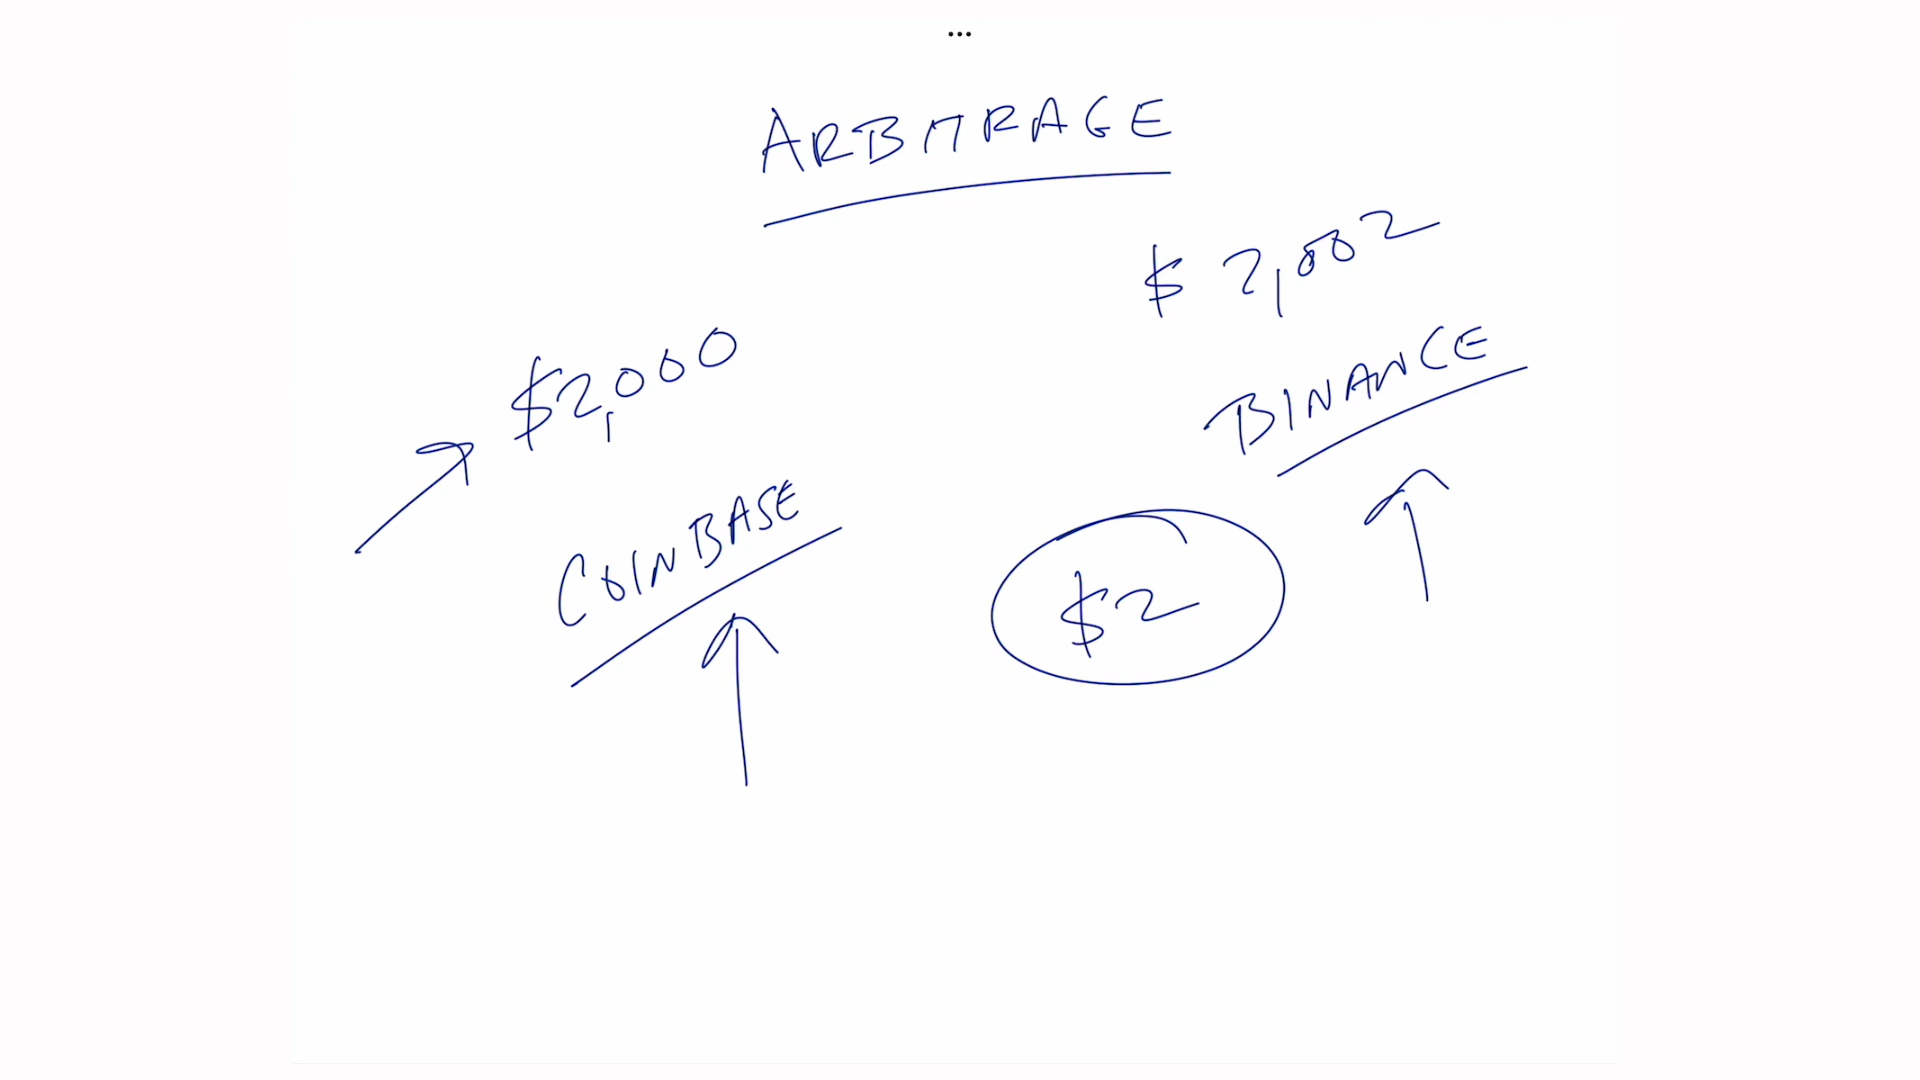 ARBITRAGE
$ 2,002
$2,000
BINANCE
COINBASE
$2